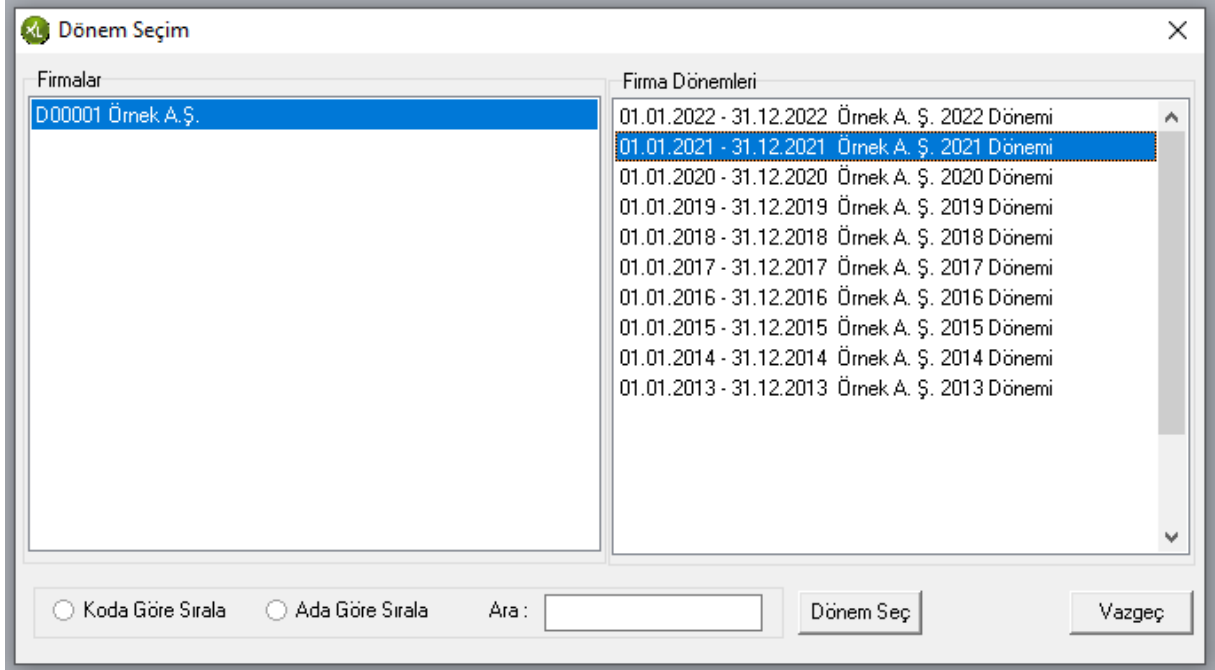 XL Dönem Seçim
Firmalar
D00001 Örnek A.Ş.
Firma Dönemleri
01.01.2022 - 31.12.2022 Örnek A. Ş. 2022 Dönemi
01.01.2021 - 31.12.2021 Örnek A. Ş. 2021 Dönemi
01.01.2020 - 31.12.2020 Örnek A. Ş. 2020 Dönemi
01.01.2019 - 31.12.2019 Örnek A. Ş. 2019 Dönemi
01.01.2018 - 31.12.2018 Örnek A. Ş. 2018 Dönemi
01.01.2017 - 31.12.2017 Örnek A. Ş. 2017 Dönemi
01.01.2016 - 31.12.2016 Örnek A. Ş. 2016 Dönemi
01.01.2015 - 31.12.2015 Örnek A. Ş. 2015 Dönemi
01.01.2014 - 31.12.2014 Örnek A. Ş. 2014 Dönemi
01.01.2013 - 31.12.2013 Örnek A. Ş. 2013 Dönemi
Koda Göre Sırala Ada Göre Sırala Ara : Dönem Seç Vazgeç